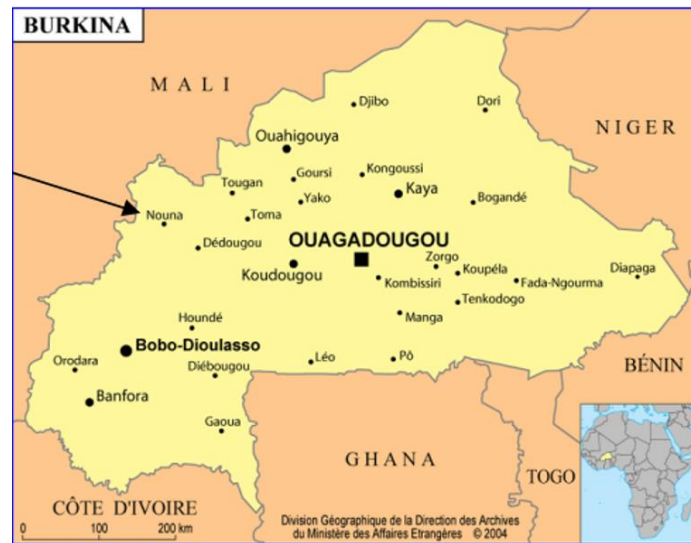 BURKINA
MALI
Djibo
Dori
NIGER
Ouahigouya
Goursi
Kongoussi
Tougan
Kaya
Yako
Bogandé
Nouna
Toma
OUAGADOUGOU
Dédougou
Zorgo
Koudougou
Koupéla
Diapaga
Kombissiri
Fada-Ngourma
Tenkodogo
Manga
Houndé
Bobo-Dioulasso
Orodara
Diébougou
Léo
Pô
BÉNIN
Banfora
Gaoua
GHANA
TOGO
CÔTE D'IVOIRE
0 100 200 km
Division Géographique de la Direction des Archives
du Ministère des Affaires Etrangères © 2004